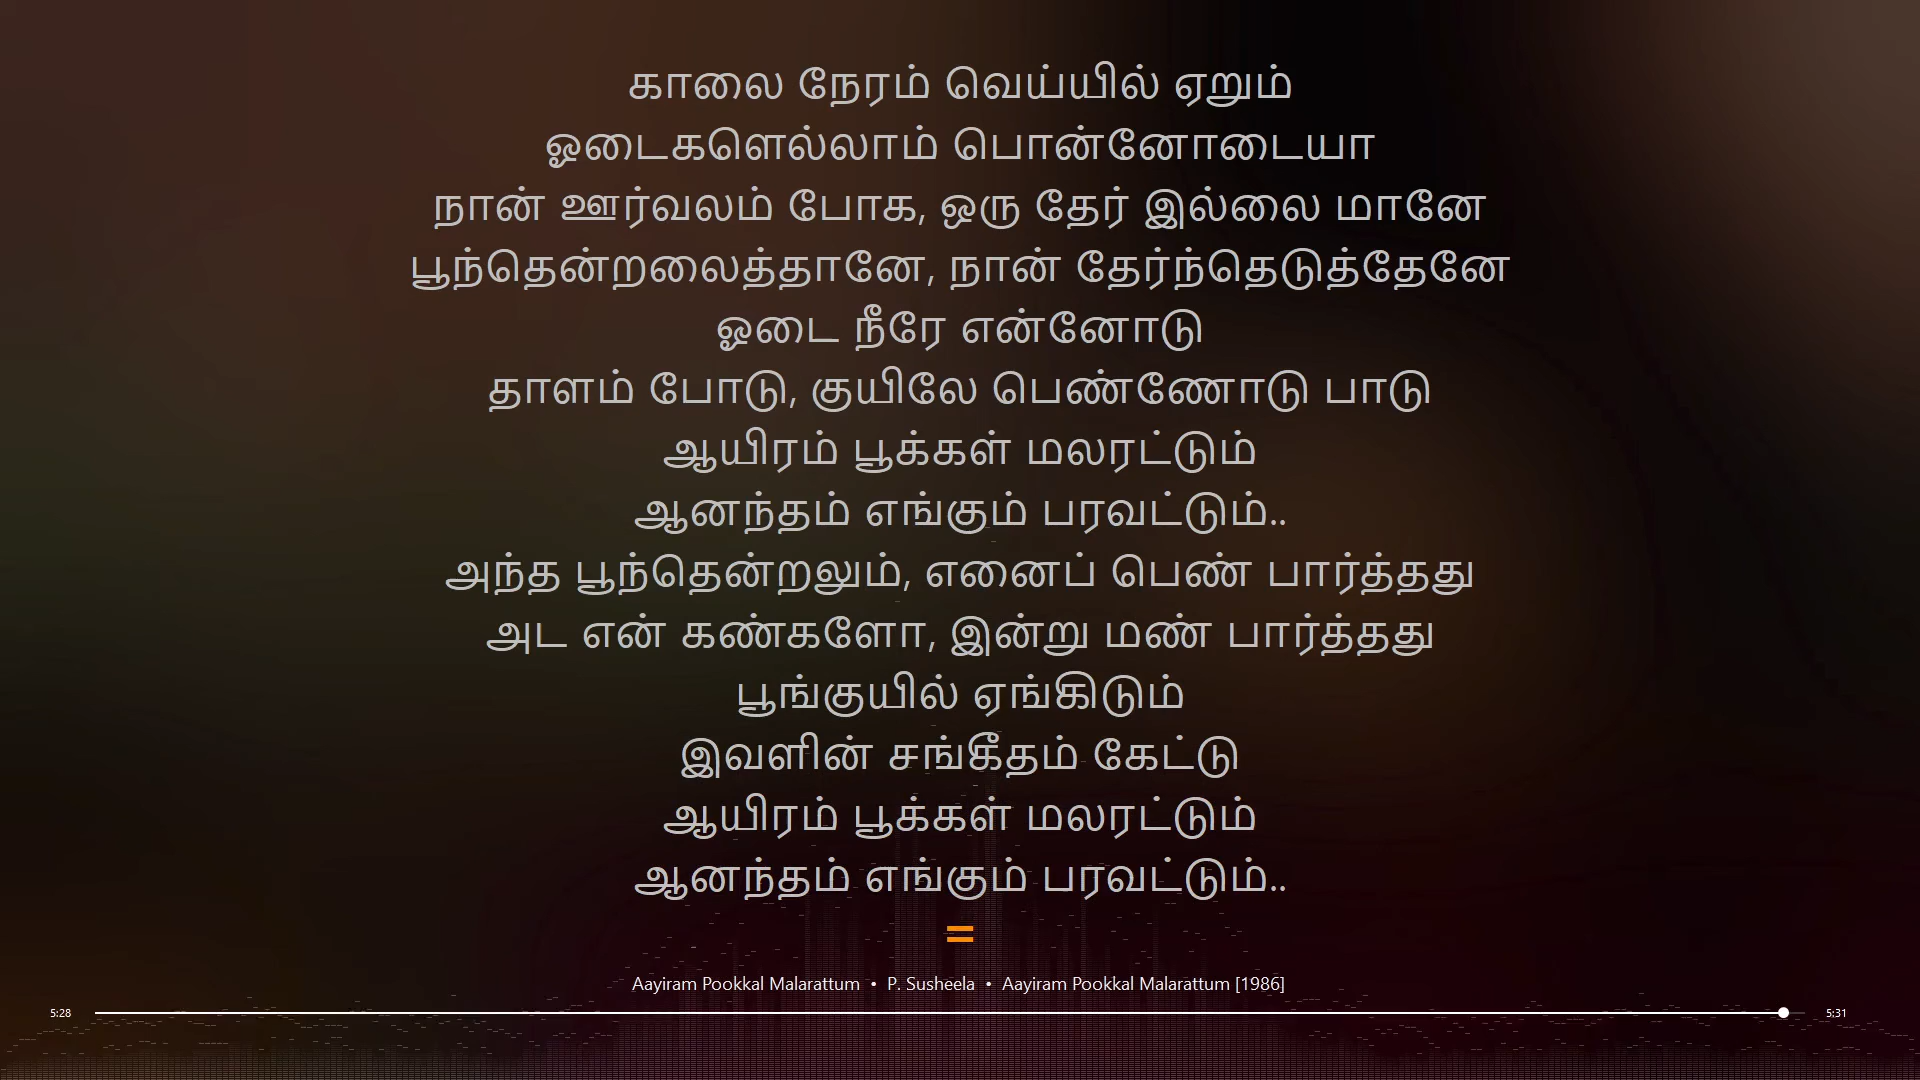 காலை நேரம் வெய்யில் ஏறும்
ஓடைகளெல்லாம் பொன்னோடையா
நான் ஊர்வலம் போக, ஒரு தேர் இல்லை மானே
பூந்தென்றலைத்தானே, நான் தேர்ந்தெடுத்தேனே
ஓடை நீரே என்னோடு
தாளம் போடு, குயிலே பெண்ணோடு பாடு
ஆயிரம் பூக்கள் மலரட்டும்
ஆனந்தம் எங்கும் பரவட்டும்..
அந்த பூந்தென்றலும், எனைப் பெண் பார்த்தது
அட என் கண்களோ, இன்று மண் பார்த்தது
பூங்குயில் ஏங்கிடும்
இவளின் சங்கீதம் கேட்டு
ஆயிரம் பூக்கள் மலரட்டும்
ஆனந்தம் எங்கும் பரவட்டும்..
=
Aayiram Pookkal Malarattum • P. Susheela • Aayiram Pookkal Malarattum [1986]
5:28 5:31